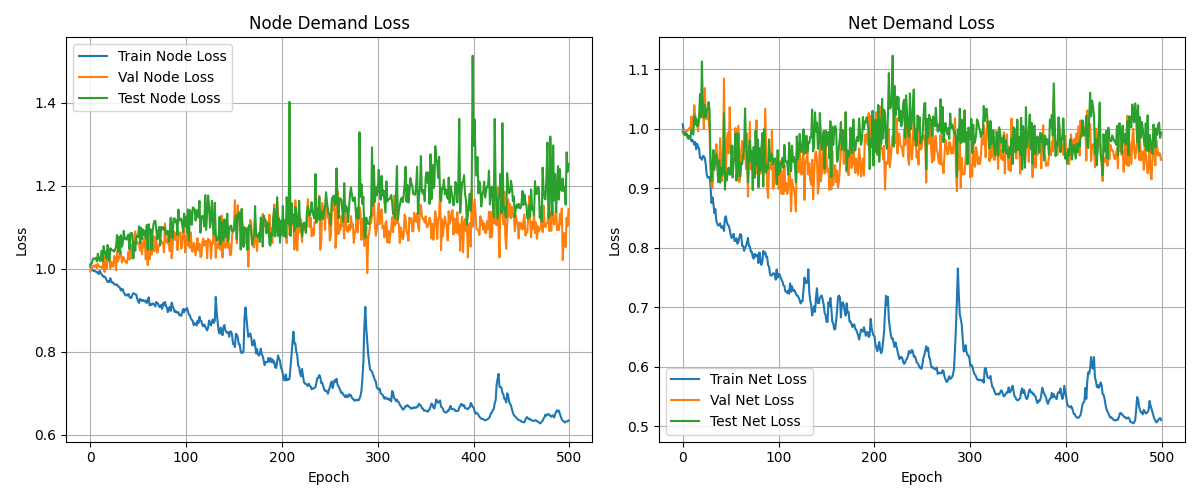 Node Demand Loss
Train Node Loss
Val Node Loss
Test Node Loss
Loss
1.4
1.2
1.0
0.8
0.6
0 100 200 300 400 500
Epoch
Net Demand Loss
Loss
1.1
1.0
0.9
0.8
0.7
0.6
0.5
Train Net Loss
Val Net Loss
Test Net Loss
0 100 200 300 400 500
Epoch